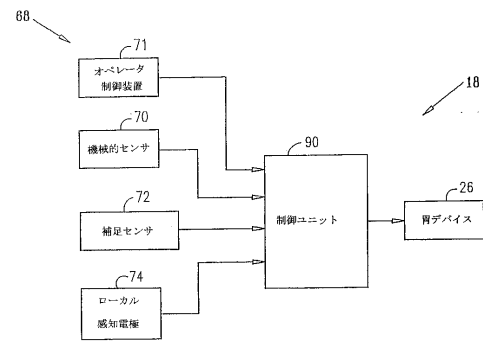 68
71
オペレータ
制御装置
18
70
機械的センサ
90
制御ユニット
26
胃デバイス
72
補足センサ
74
ローカル
感知電極